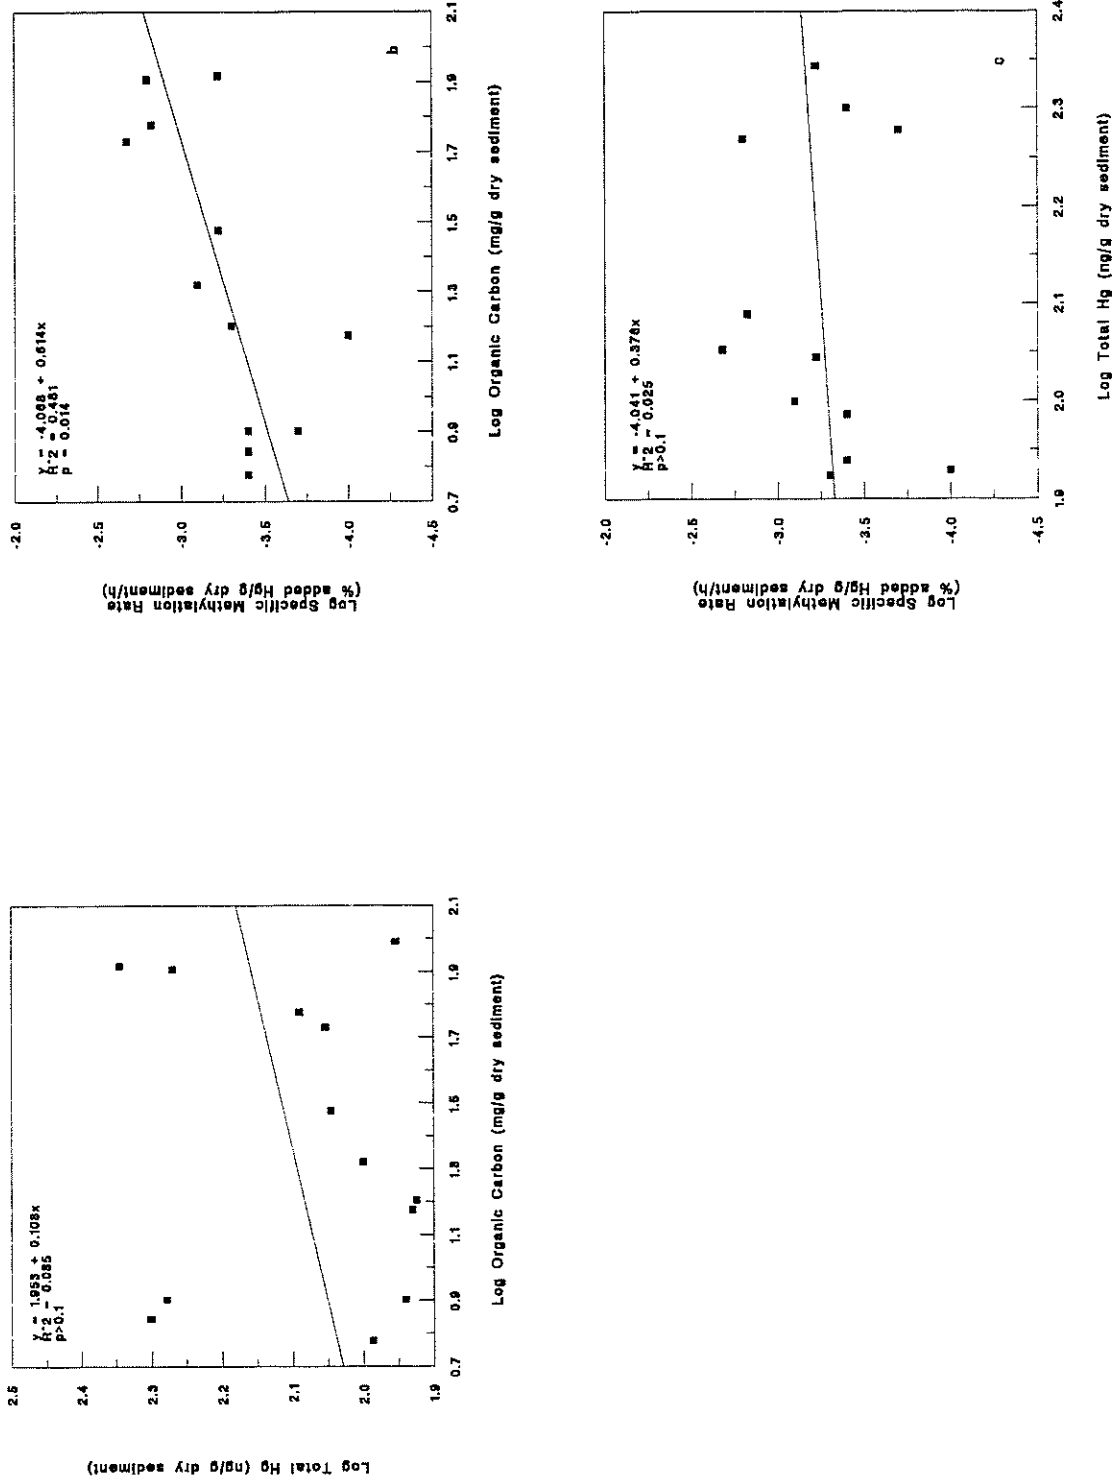 2.5
2.3
2.2
2.1
2.0
1.9
Log Total Hg (ng/g dry sediment)
y = 1.953 + 0.108x
R^2 = 0.085
p>0.1
0.7
0.9
1.1
1.3
1.5
1.7
1.9
2.1
Log Organic Carbon (mg/g dry sediment)
-2.0
-2.5
-3.0
-3.5
-4.0
-4.5
Log Specific Methylation Rate
(% added Hg/g dry sediment/h)
y = -4.068 + 0.614x
R^2 = 0.481
p = 0.014
b
0.7
0.9
1.1
1.3
1.5
1.7
1.9
2.1
Log Organic Carbon (mg/g dry sediment)
-2.0
-2.5
-3.0
-3.5
-4.0
-4.5
Log Specific Methylation Rate
(% added Hg/g dry sediment/h)
y = -4.041 + 0.378x
R^2 = 0.025
p>0.1
c
1.9
2.0
2.1
2.2
2.3
2.4
Log Total Hg (ng/g dry sediment)